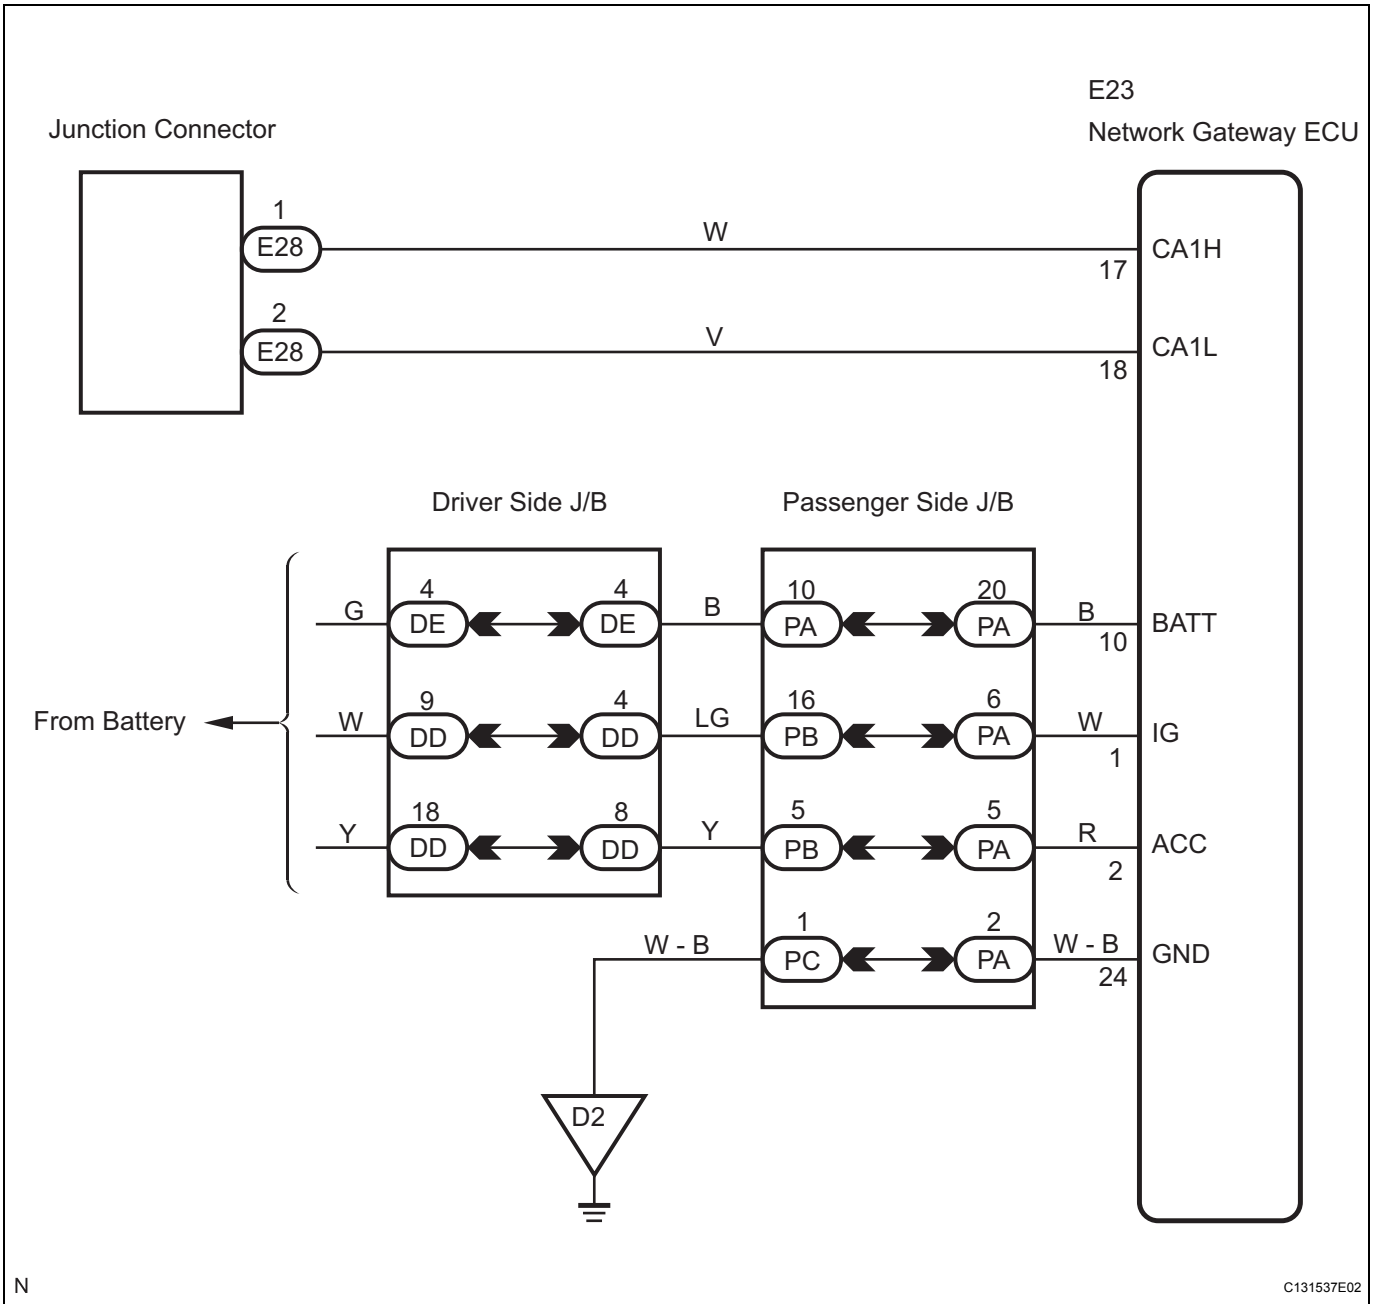 E23
Junction Connector
Network Gateway ECU
1
E28
W
17
CA1H
2
E28
V
18
CA1L
Driver Side J/B
Passenger Side J/B
From Battery
G
4
DE
4
DE
B
10
PA
20
PA
B
10
BATT
W
9
DD
4
DD
LG
16
PB
6
PA
W
1
IG
Y
18
DD
8
DD
Y
5
PB
5
PA
R
2
ACC
W - B
1
PC
2
PA
W - B
24
GND
D2
N
C131537E02